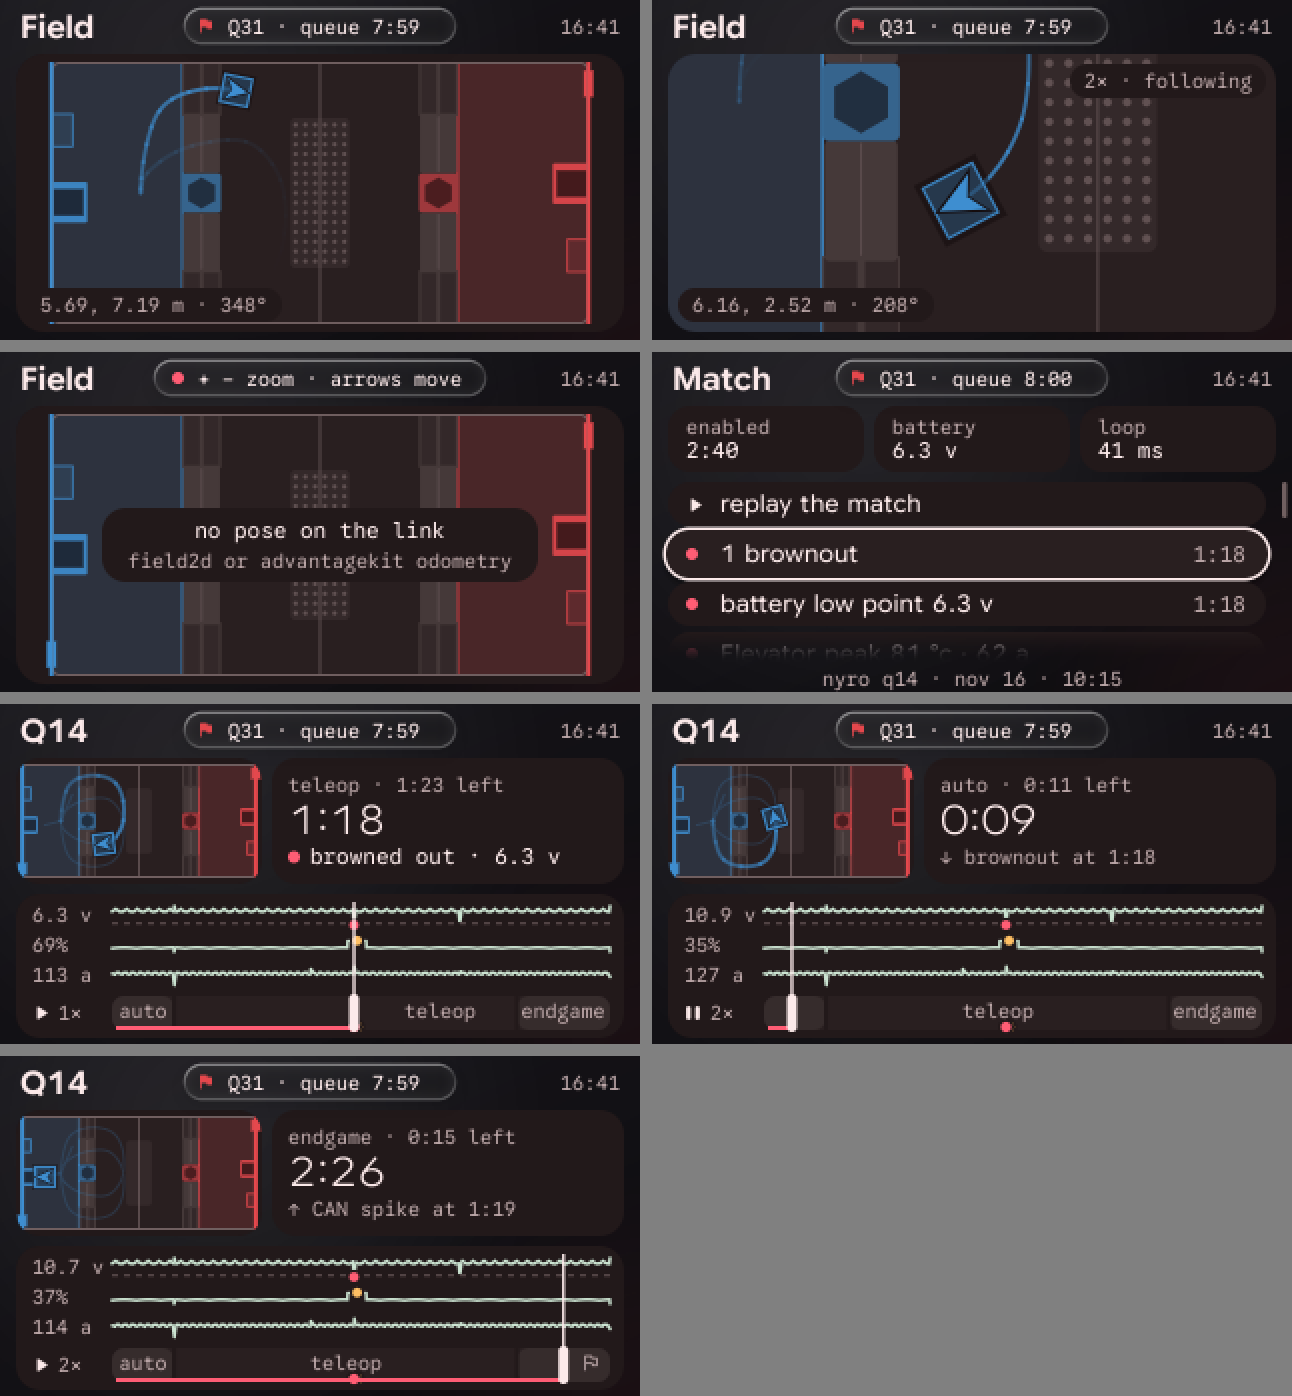 Field
Q31 · queue 7:59
16:41
5.69, 7.19 m · 348°
Field
Q31 · queue 7:59
16:41
2× · following
6.16, 2.52 m · 208°
Field
+ − zoom · arrows move
16:41
no pose on the link
field2d or advantagekit odometry
Match
Q31 · queue 8:00
16:41
enabled
2:40
battery
6.3 v
loop
41 ms
replay the match
1 brownout 1:18
battery low point 6.3 v 1:18
Elevator peak 81 °c · 62 a
nyro q14 · nov 16 · 10:15
Q14
Q31 · queue 7:59
16:41
teleop · 1:23 left
1:18
browned out · 6.3 v
6.3 v
69%
113 a
1× auto teleop endgame
Q14
Q31 · queue 7:59
16:41
auto · 0:11 left
0:09
↓ brownout at 1:18
10.9 v
35%
127 a
2× teleop endgame
Q14
Q31 · queue 7:59
16:41
endgame · 0:15 left
2:26
↑ CAN spike at 1:19
10.7 v
37%
114 a
2× auto teleop